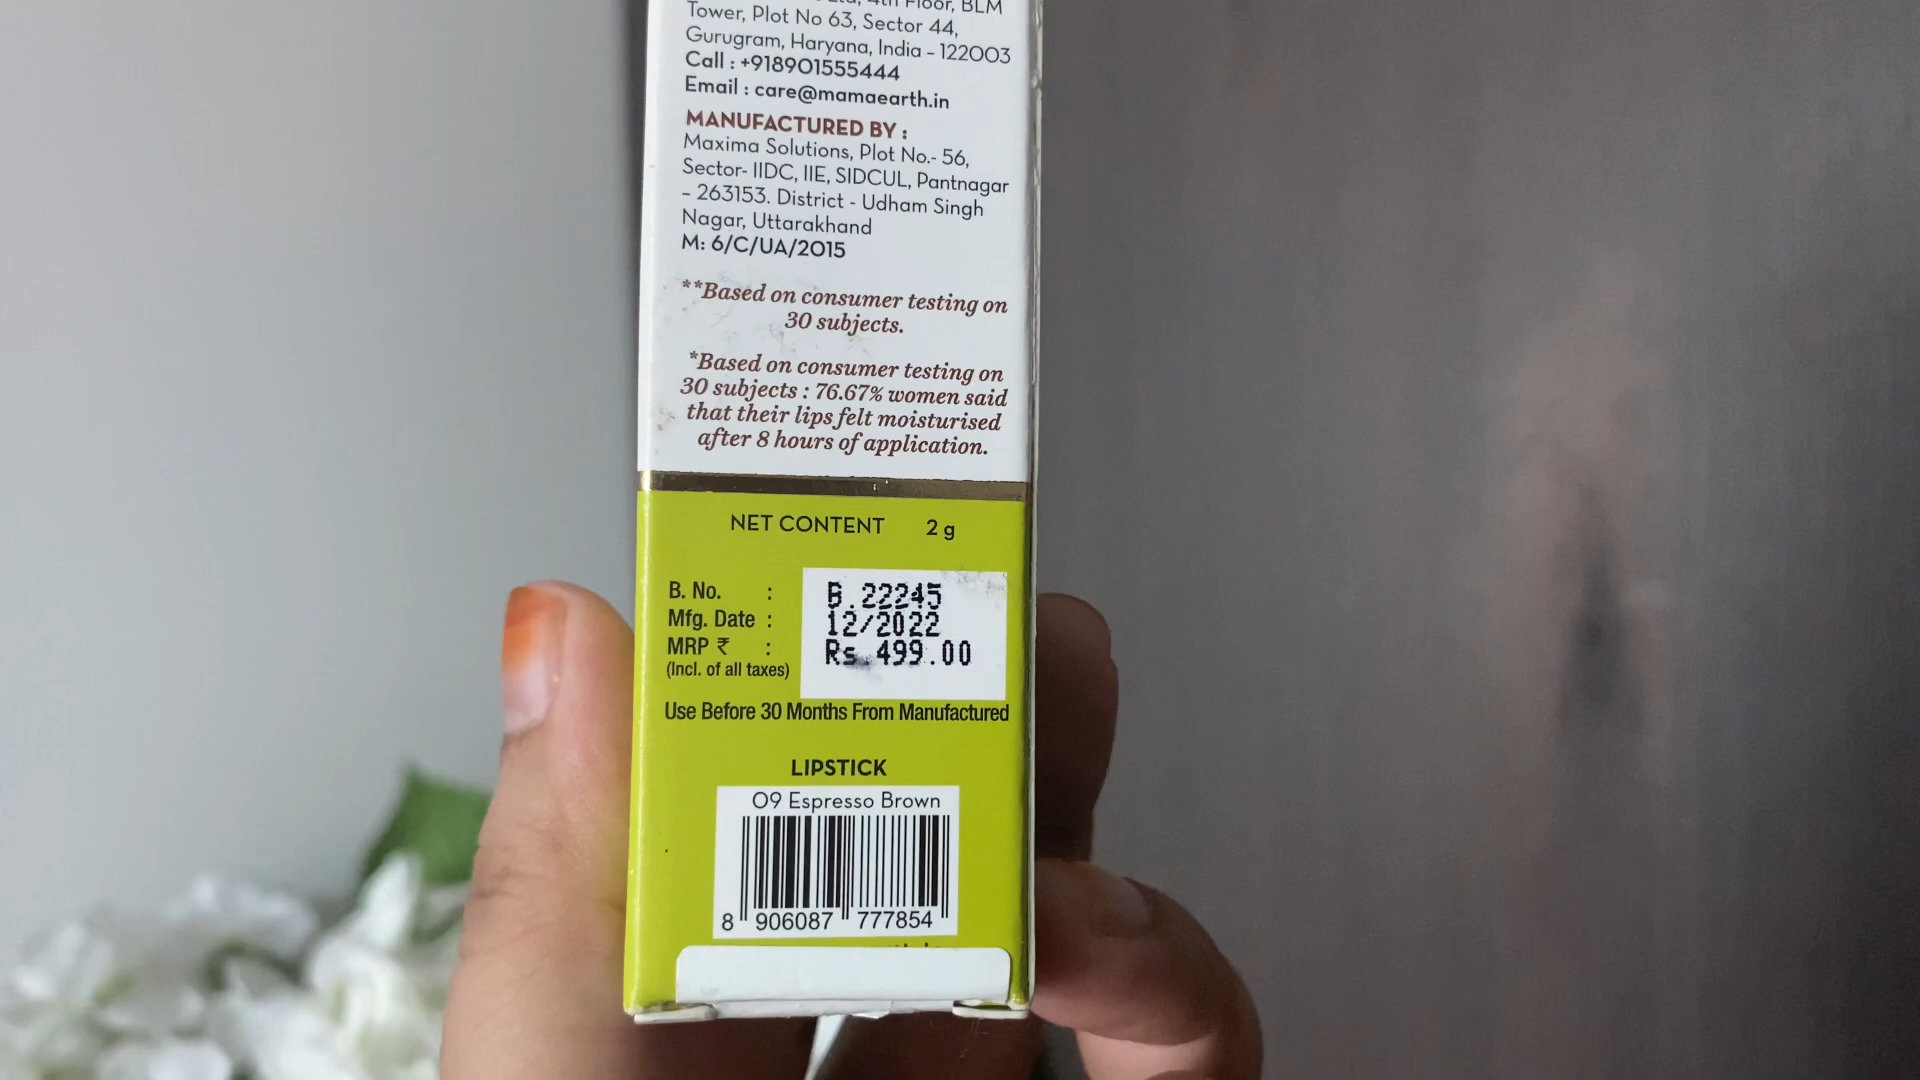 4th Floor, BLM
Tower, Plot No 63, Sector 44,
Gurugram, Haryana, India - 122003
Call : +918901555444
Email : care@mamaearth.in
MANUFACTURED BY :
Maxima Solutions, Plot No.- 56,
Sector- IIDC, IIE, SIDCUL, Pantnagar
- 263153. District - Udham Singh
Nagar, Uttarakhand
M: 6/C/UA/2015
**Based on consumer testing on
30 subjects.
*Based on consumer testing on
30 subjects : 76.67% women said
that their lips felt moisturised
after 8 hours of application.
NET CONTENT 2 g
B. No. : B.22245
Mfg. Date : 12/2022
MRP ₹ : Rs.499.00
(Incl. of all taxes)
Use Before 30 Months From Manufactured
LIPSTICK
09 Espresso Brown
8 906087 777854